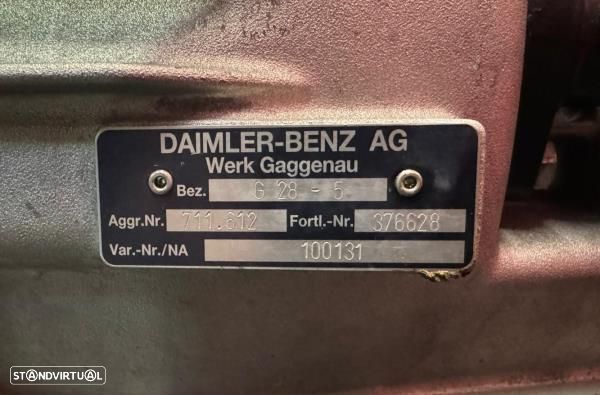 DAIMLER-BENZ AG
Werk Gaggenau
Bez. G 28 - 5
Aggr.Nr. 711.612 Fortl.-Nr. 376628
Var.-Nr./NA 100131
STANDVIRTUAL